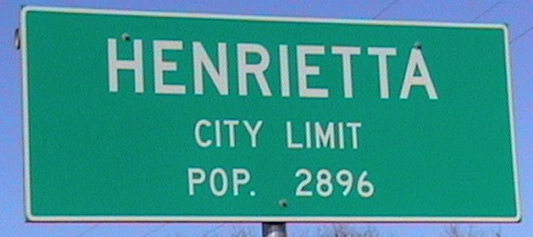 HENRIETTA
CITY LIMIT
POP. 2896